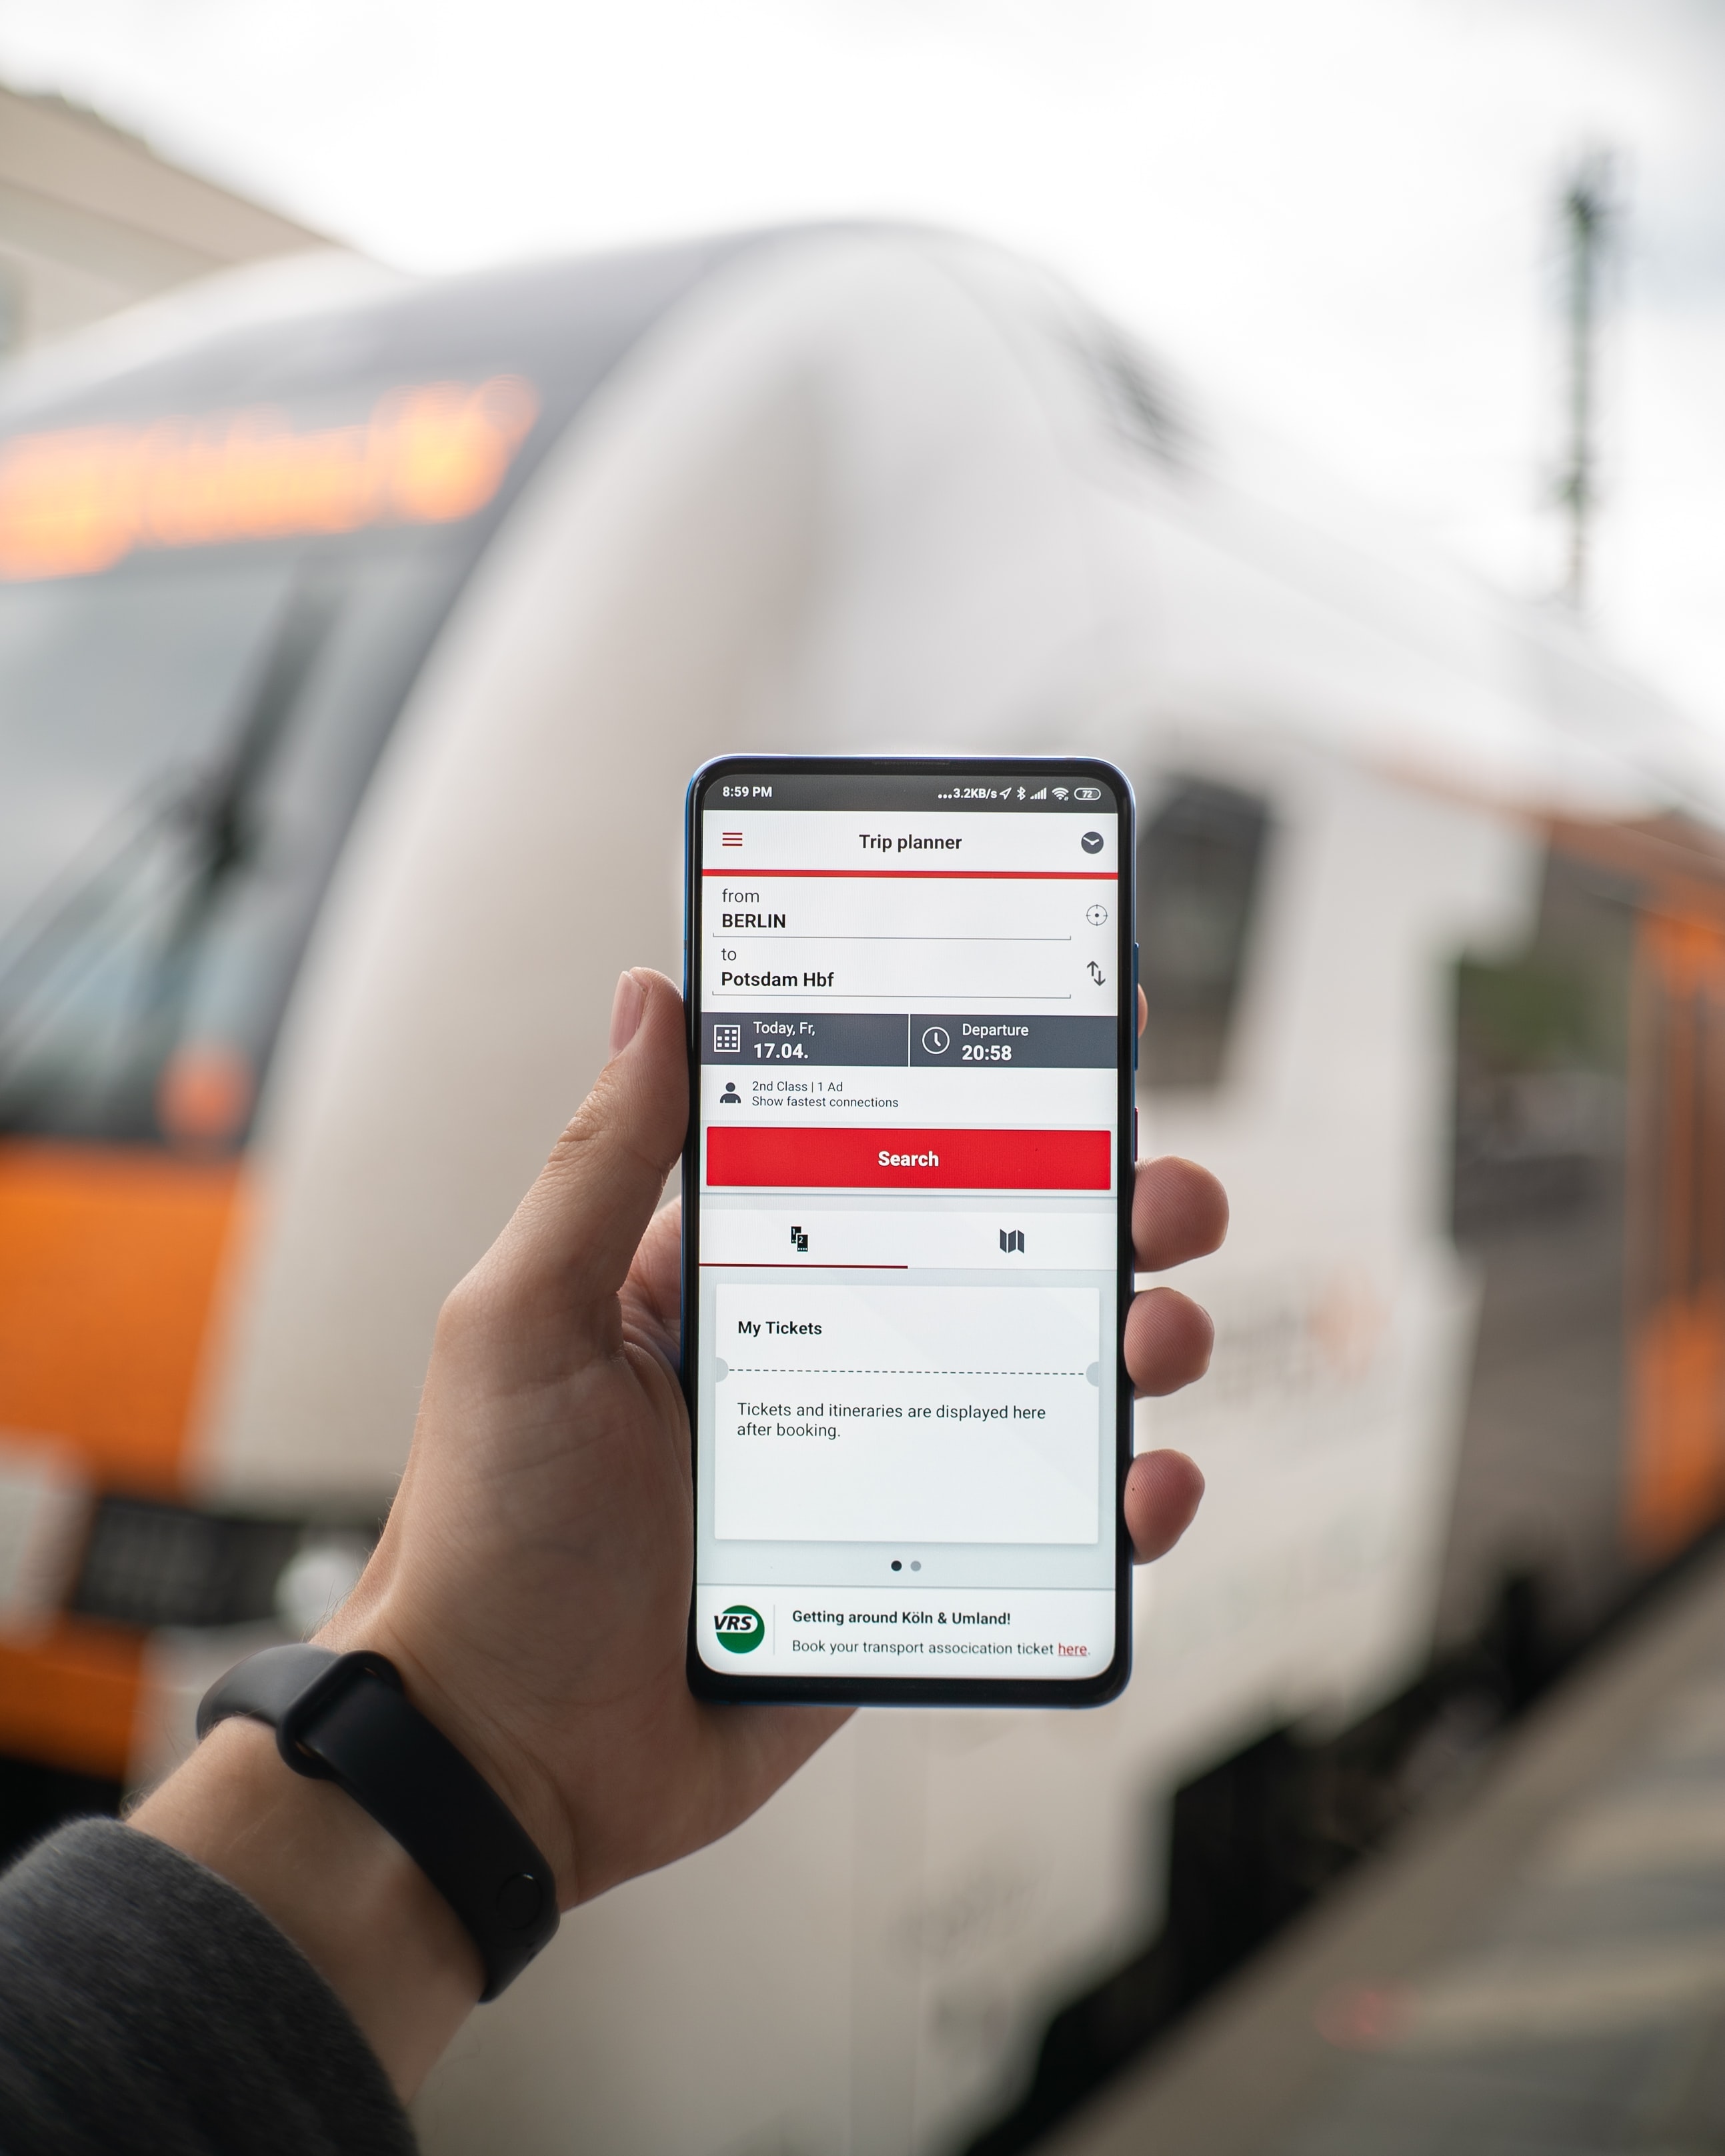 8:59 PM
...3.2KB/s
72
Trip planner
from
BERLIN
to
Potsdam Hbf
Today, Fr,
17.04.
Departure
20:58
2nd Class | 1 Ad
Show fastest connections
Search
1
2
My Tickets
Tickets and itineraries are displayed here
after booking.
VRS
Getting around Köln & Umland!
Book your transport assocication ticket here.